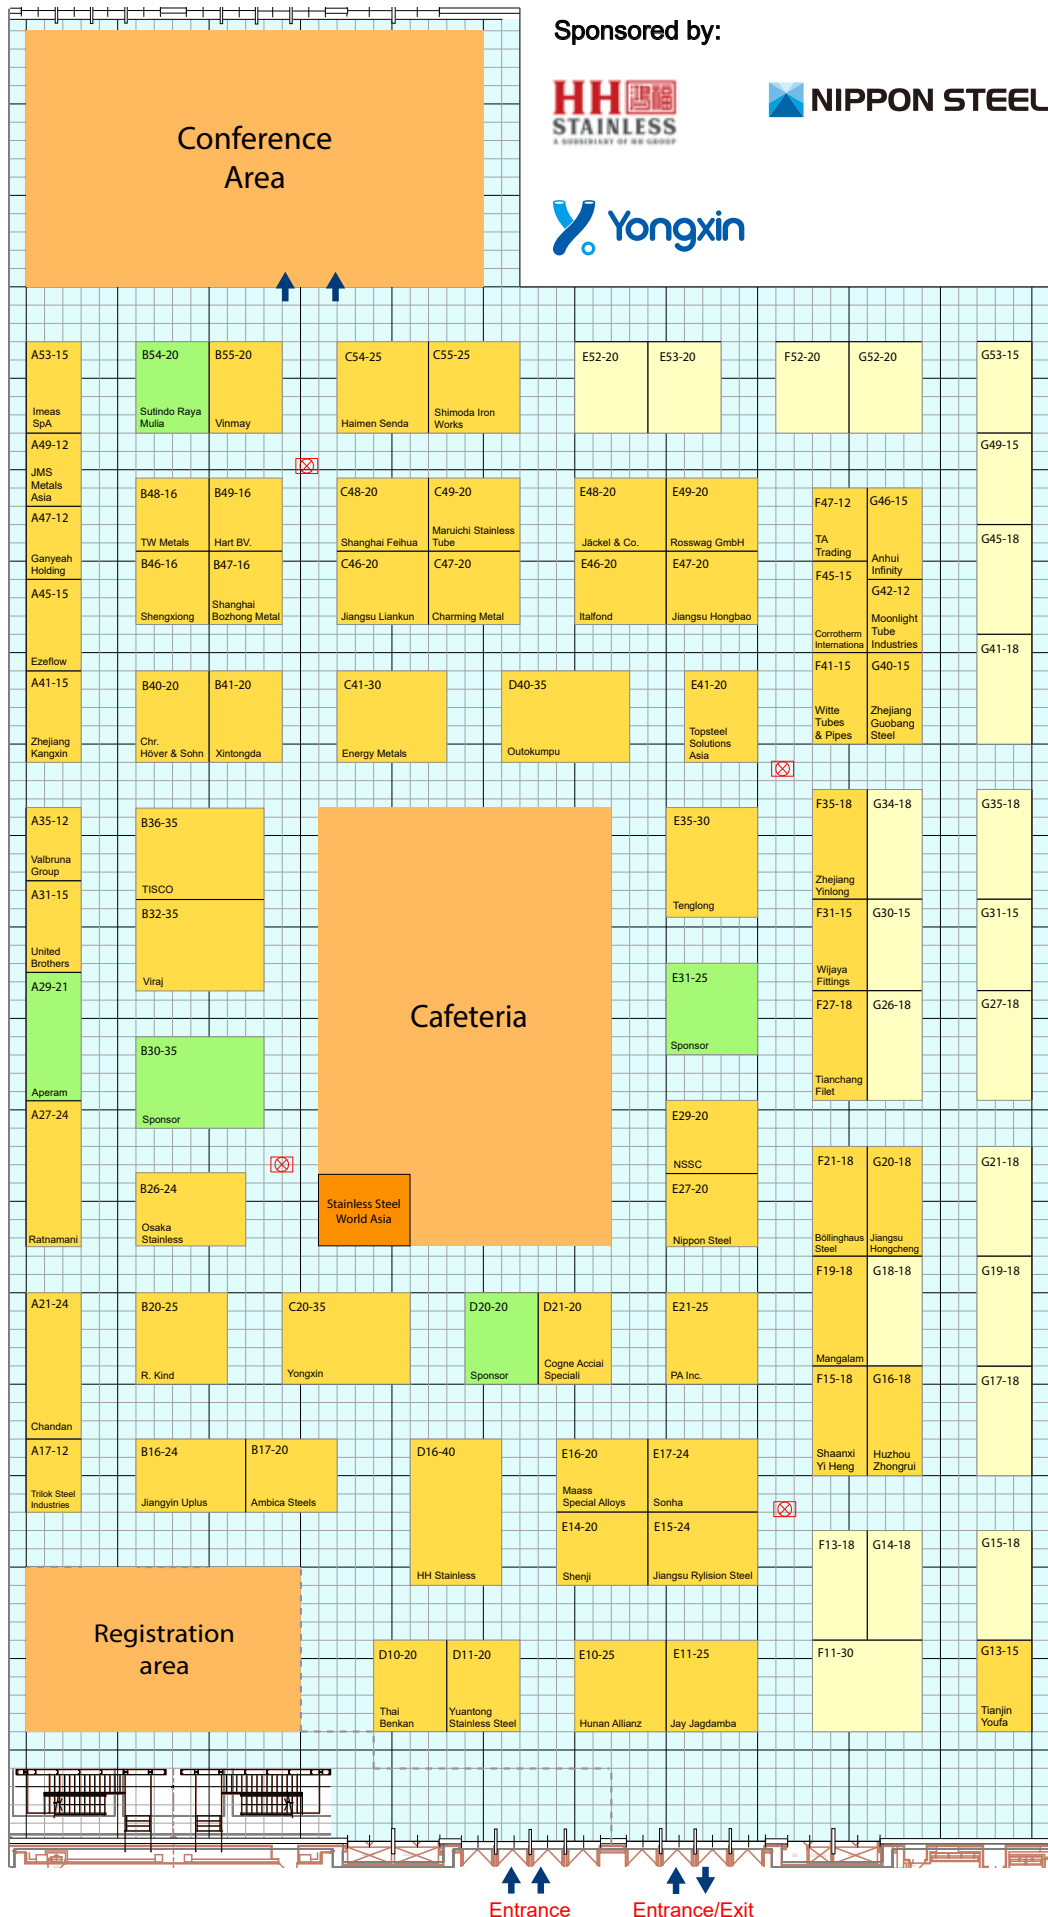 Sponsored by:
HH 鴻福
STAINLESS
A SUBSIDIARY OF HH GROUP
NIPPON STEEL
Yongxin
Conference
Area
A53-15
Imeas
SpA
B54-20
Sutindo Raya
Mulia
B55-20
Vinmay
C54-25
Haimen Senda
C55-25
Shimoda Iron
Works
E52-20
E53-20
F52-20
G52-20
G53-15
A49-12
JMS
Metals
Asia
G49-15
A47-12
Ganyeah
Holding
B48-16
TW Metals
B49-16
Hart BV.
C48-20
Shanghai Feihua
C49-20
Maruichi Stainless
Tube
E48-20
Jäckel & Co.
E49-20
Rosswag GmbH
F47-12
TA
Trading
G46-15
Anhui
Infinity
G45-18
A45-15
Ezeflow
B46-16
Shengxiong
B47-16
Shanghai
Bozhong Metal
C46-20
Jiangsu Liankun
C47-20
Charming Metal
E46-20
Italfond
E47-20
Jiangsu Hongbao
F45-15
Corrotherm
Internationa
G42-12
Moonlight
Tube
Industries
G41-18
A41-15
Zhejiang
Kangxin
B40-20
Chr.
Höver & Sohn
B41-20
Xintongda
C41-30
Energy Metals
D40-35
Outokumpu
E41-20
Topsteel
Solutions
Asia
F41-15
Witte
Tubes
& Pipes
G40-15
Zhejiang
Guobang
Steel
A35-12
Valbruna
Group
B36-35
TISCO
E35-30
Tenglong
F35-18
Zhejiang
Yinlong
G34-18
G35-18
A31-15
United
Brothers
B32-35
Viraj
F31-15
Wijaya
Fittings
G30-15
G31-15
A29-21
Aperam
Cafeteria
E31-25
Sponsor
F27-18
Tianchang
Filet
G26-18
G27-18
B30-35
Sponsor
A27-24
Ratnamani
E29-20
NSSC
B26-24
Osaka
Stainless
Stainless Steel
World Asia
E27-20
Nippon Steel
F21-18
Böllinghaus
Steel
G20-18
Jiangsu
Hongcheng
G21-18
A21-24
Chandan
B20-25
R. Kind
C20-35
Yongxin
D20-20
Sponsor
D21-20
Cogne Acciai
Speciali
E21-25
PA Inc.
F19-18
Mangalam
G18-18
G19-18
F15-18
Shaanxi
Yi Heng
G16-18
Huzhou
Zhongrui
G17-18
A17-12
Trilok Steel
Industries
B16-24
Jiangyin Uplus
B17-20
Ambica Steels
D16-40
HH Stainless
E16-20
Maass
Special Alloys
E17-24
Sonha
E14-20
Shenji
E15-24
Jiangsu Rylision Steel
F13-18
G14-18
G15-18
Registration
area
D10-20
Thai
Benkan
D11-20
Yuantong
Stainless Steel
E10-25
Hunan Allianz
E11-25
Jay Jagdamba
F11-30
G13-15
Tianjin
Youfa
Entrance
Entrance/Exit